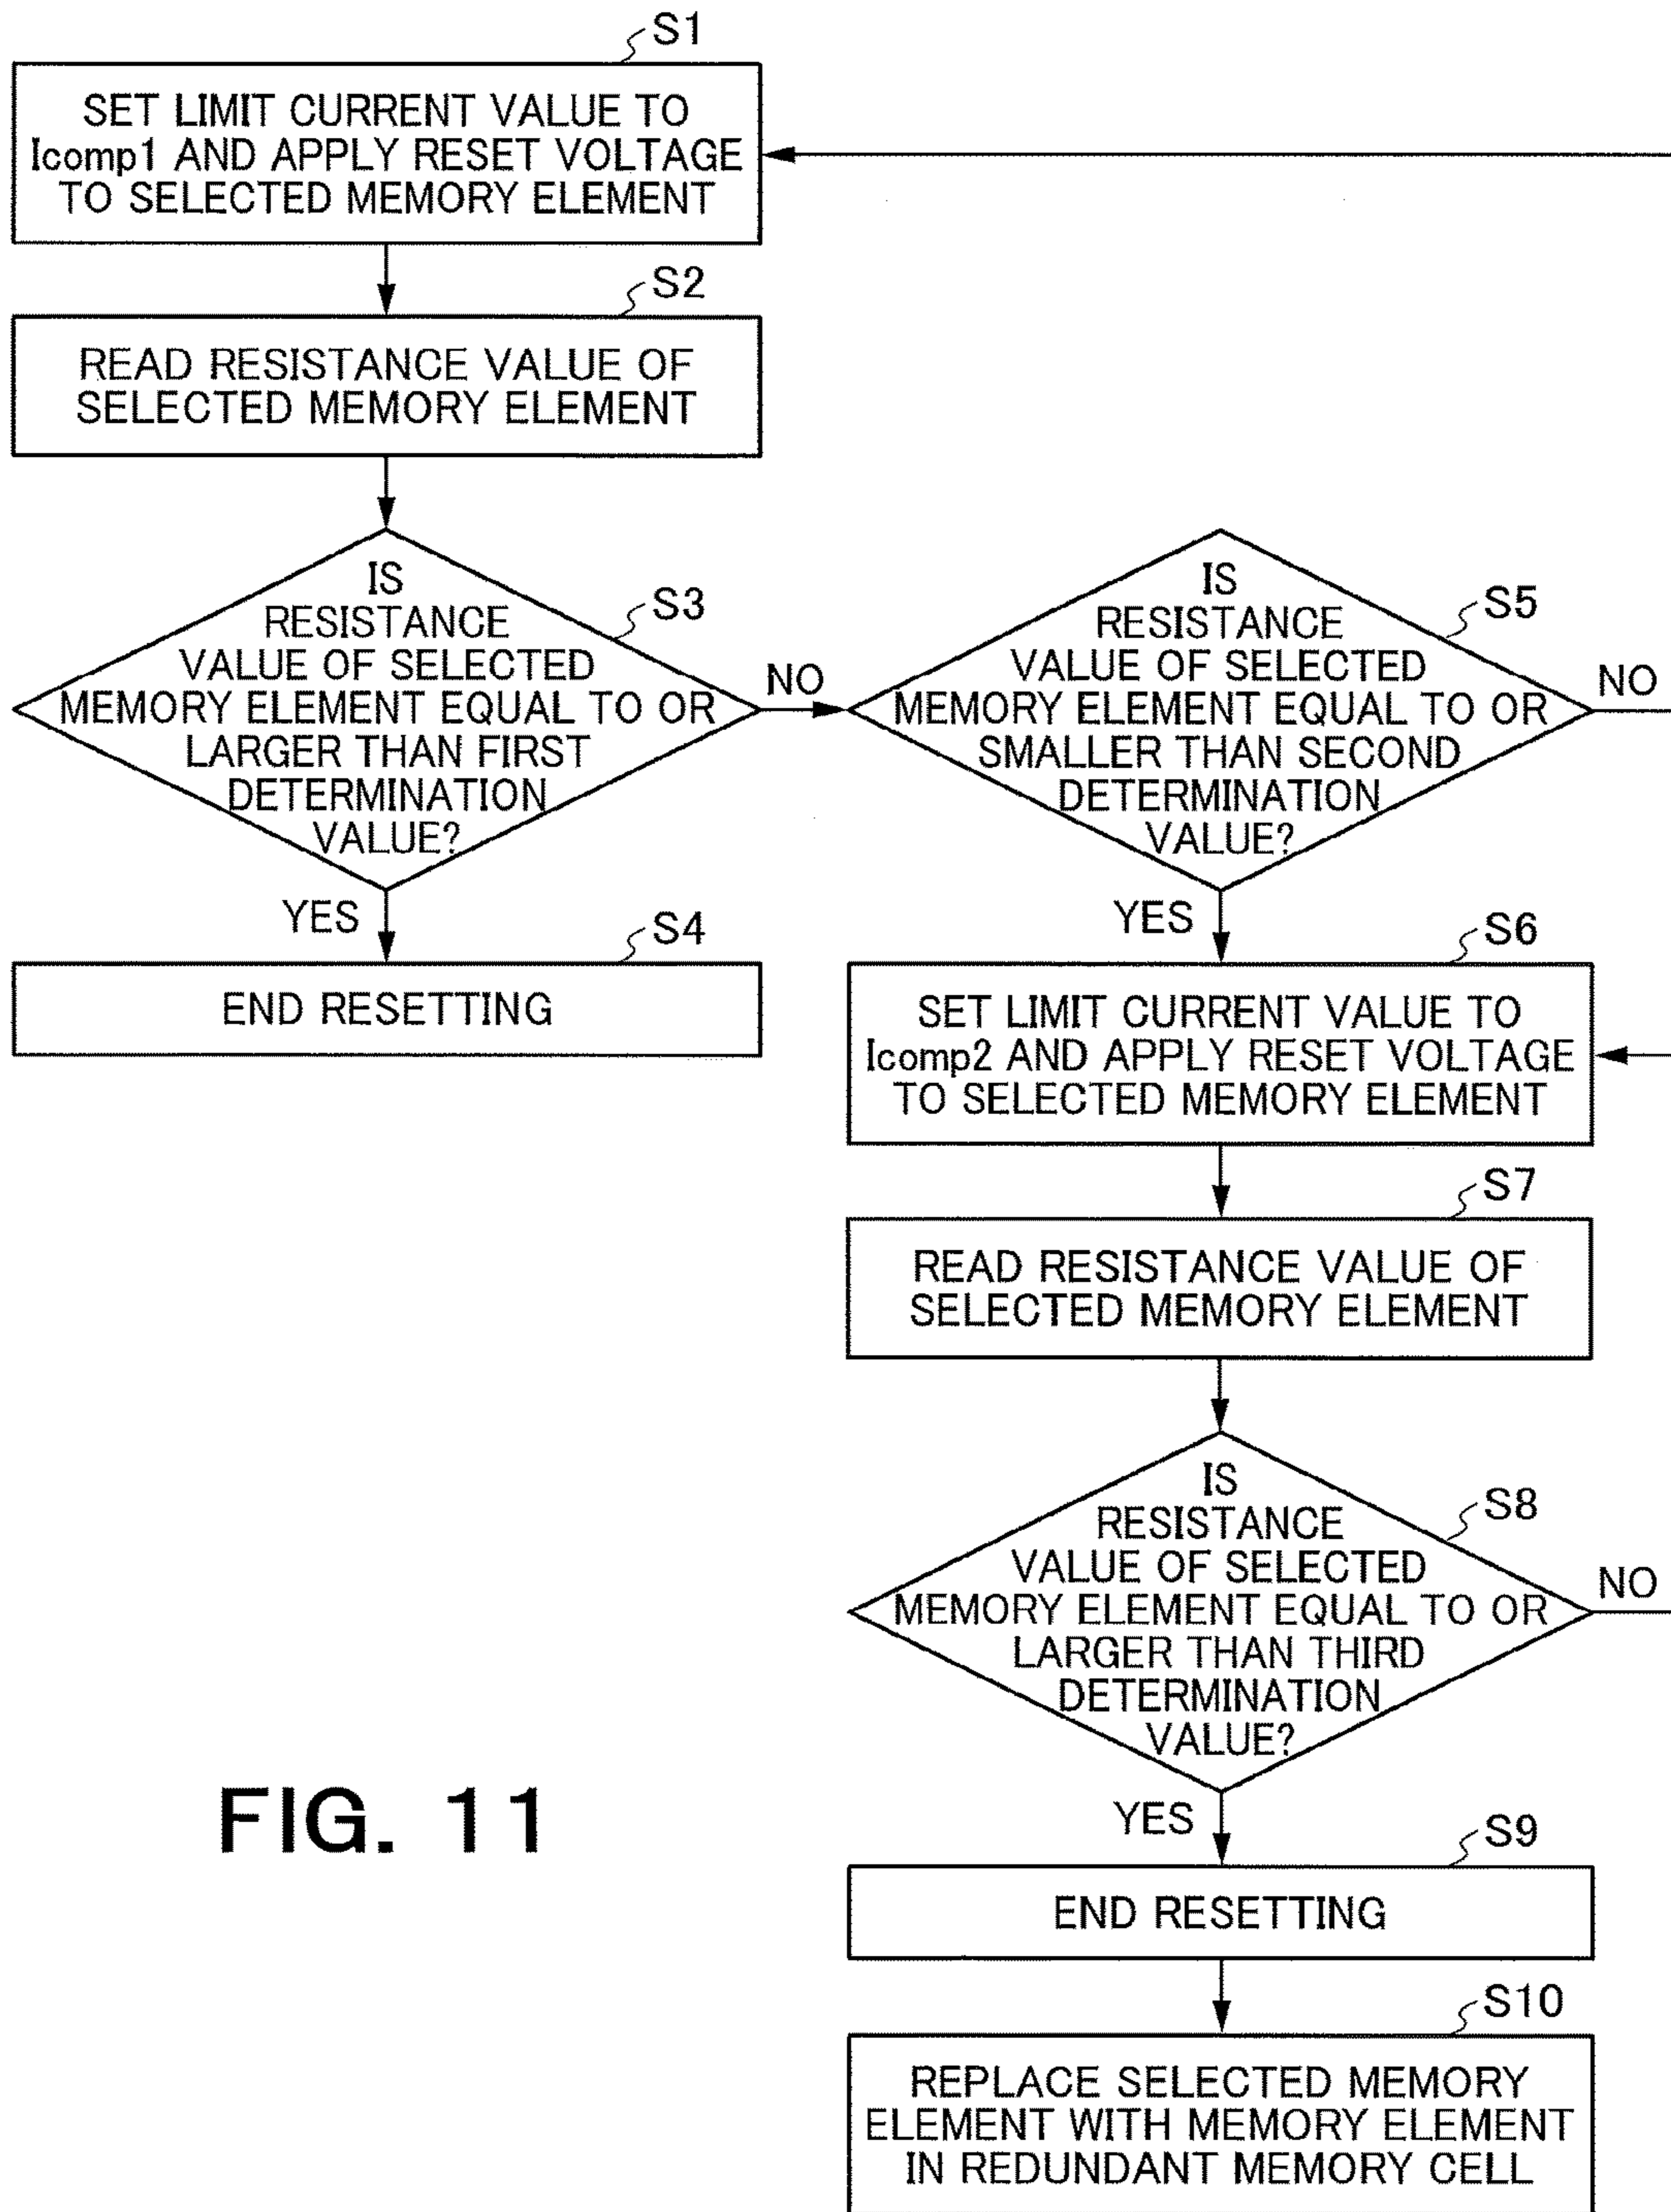 S1
SET LIMIT CURRENT VALUE TO
Icomp1 AND APPLY RESET VOLTAGE
TO SELECTED MEMORY ELEMENT
S2
READ RESISTANCE VALUE OF
SELECTED MEMORY ELEMENT
S3
IS
RESISTANCE
VALUE OF SELECTED
MEMORY ELEMENT EQUAL TO OR
LARGER THAN FIRST
DETERMINATION
VALUE?
NO
YES
S4
END RESETTING
S5
IS
RESISTANCE
VALUE OF SELECTED
MEMORY ELEMENT EQUAL TO OR
SMALLER THAN SECOND
DETERMINATION
VALUE?
NO
YES
S6
SET LIMIT CURRENT VALUE TO
Icomp2 AND APPLY RESET VOLTAGE
TO SELECTED MEMORY ELEMENT
S7
READ RESISTANCE VALUE OF
SELECTED MEMORY ELEMENT
S8
IS
RESISTANCE
VALUE OF SELECTED
MEMORY ELEMENT EQUAL TO OR
LARGER THAN THIRD
DETERMINATION
VALUE?
NO
YES
S9
END RESETTING
S10
REPLACE SELECTED MEMORY
ELEMENT WITH MEMORY ELEMENT
IN REDUNDANT MEMORY CELL
FIG. 11